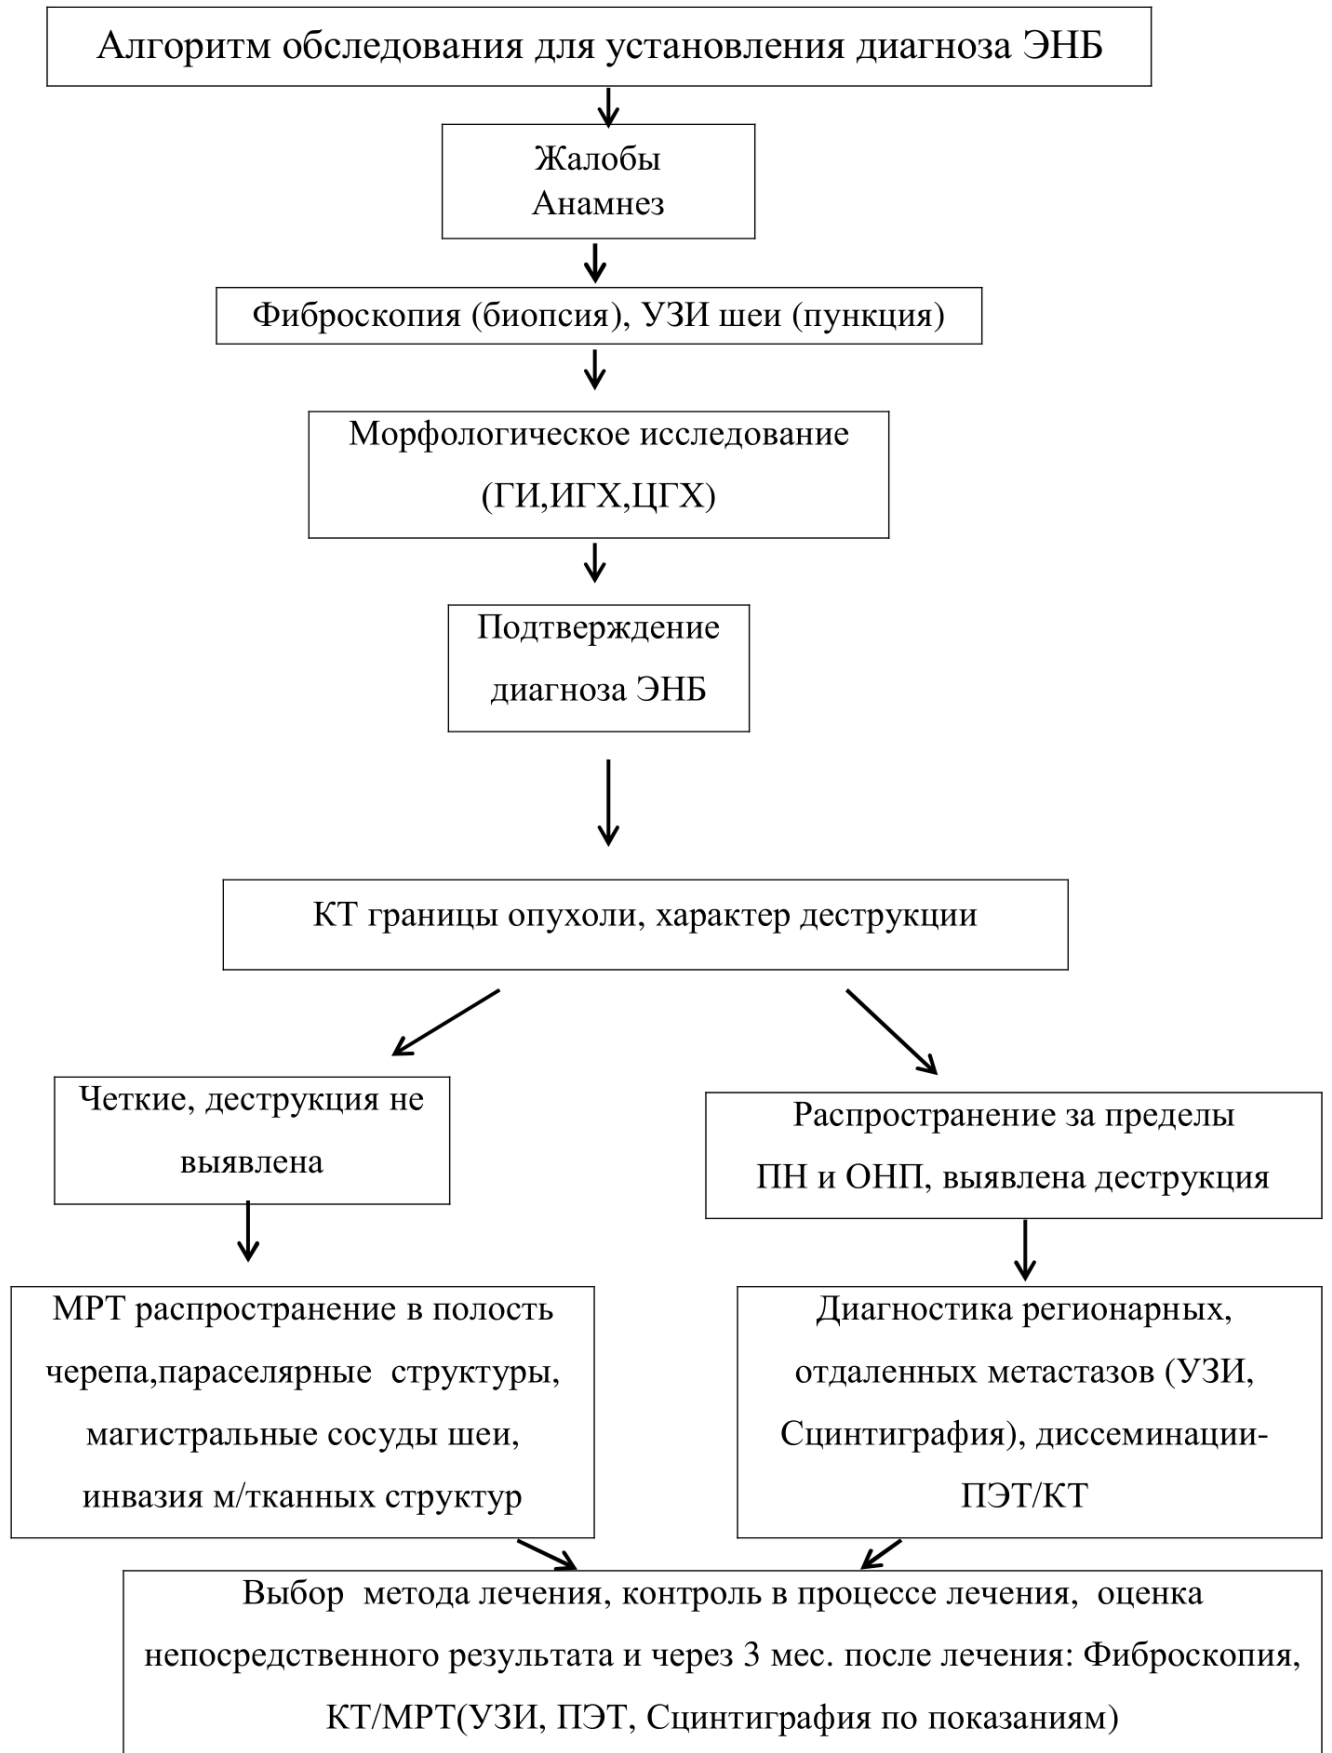 Алгоритм обследования для установления диагноза ЭНБ
Жалобы
Анамнез
Фиброскопия (биопсия), УЗИ шеи (пункция)
Морфологическое исследование
(ГИ,ИГХ,ЦГХ)
Подтверждение
диагноза ЭНБ
КТ границы опухоли, характер деструкции
Четкие, деструкция не
выявлена
Распространение за пределы
ПН и ОНП, выявлена деструкция
МРТ распространение в полость
черепа,параселярные структуры,
магистральные сосуды шеи,
инвазия м/тканных структур
Диагностика регионарных,
отдаленных метастазов (УЗИ,
Сцинтиграфия), диссеминации-
ПЭТ/КТ
Выбор метода лечения, контроль в процессе лечения, оценка
непосредственного результата и через 3 мес. после лечения: Фиброскопия,
КТ/МРТ(УЗИ, ПЭТ, Сцинтиграфия по показаниям)